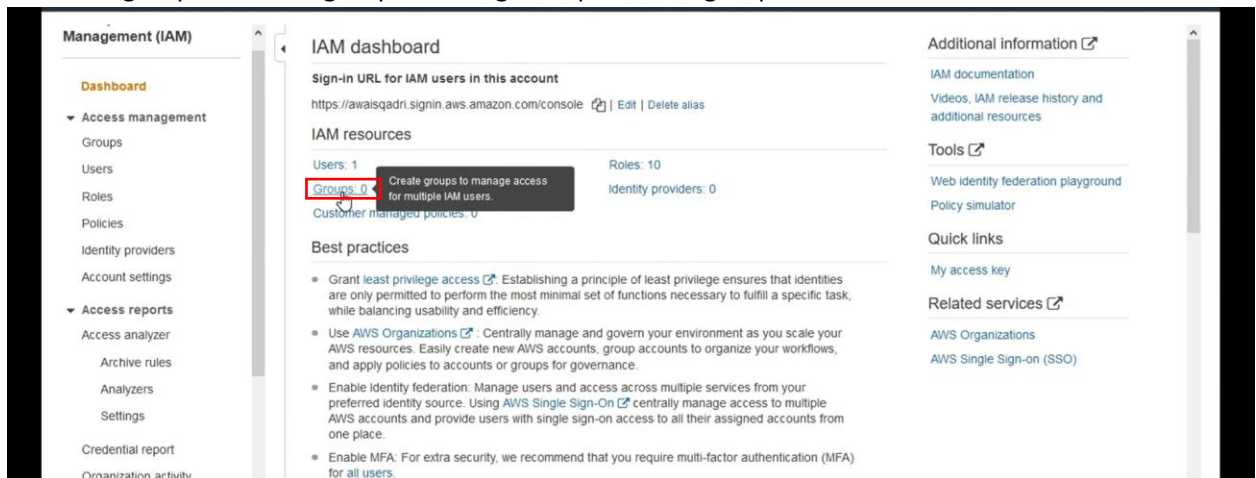 Management (IAM)
Dashboard
Access management
Groups
Users
Roles
Policies
Identity providers
Account settings
Access reports
Access analyzer
Archive rules
Analyzers
Settings
Credential report
Organization activity
IAM dashboard
Sign-in URL for IAM users in this account
https://awaisqadri.signin.aws.amazon.com/console | Edit | Delete alias
IAM resources
Users: 1
Roles: 10
Groups: 0
Create groups to manage access
for multiple IAM users.
Identity providers: 0
Customer managed policies: 0
Best practices
Grant least privilege access : Establishing a principle of least privilege ensures that identities
are only permitted to perform the most minimal set of functions necessary to fulfill a specific task,
while balancing usability and efficiency.
Use AWS Organizations : Centrally manage and govern your environment as you scale your
AWS resources. Easily create new AWS accounts, group accounts to organize your workflows,
and apply policies to accounts or groups for governance.
Enable Identity federation: Manage users and access across multiple services from your
preferred identity source. Using AWS Single Sign-On centrally manage access to multiple
AWS accounts and provide users with single sign-on access to all their assigned accounts from
one place.
Enable MFA: For extra security, we recommend that you require multi-factor authentication (MFA)
for all users.
Additional information
IAM documentation
Videos, IAM release history and
additional resources
Tools
Web identity federation playground
Policy simulator
Quick links
My access key
Related services
AWS Organizations
AWS Single Sign-on (SSO)